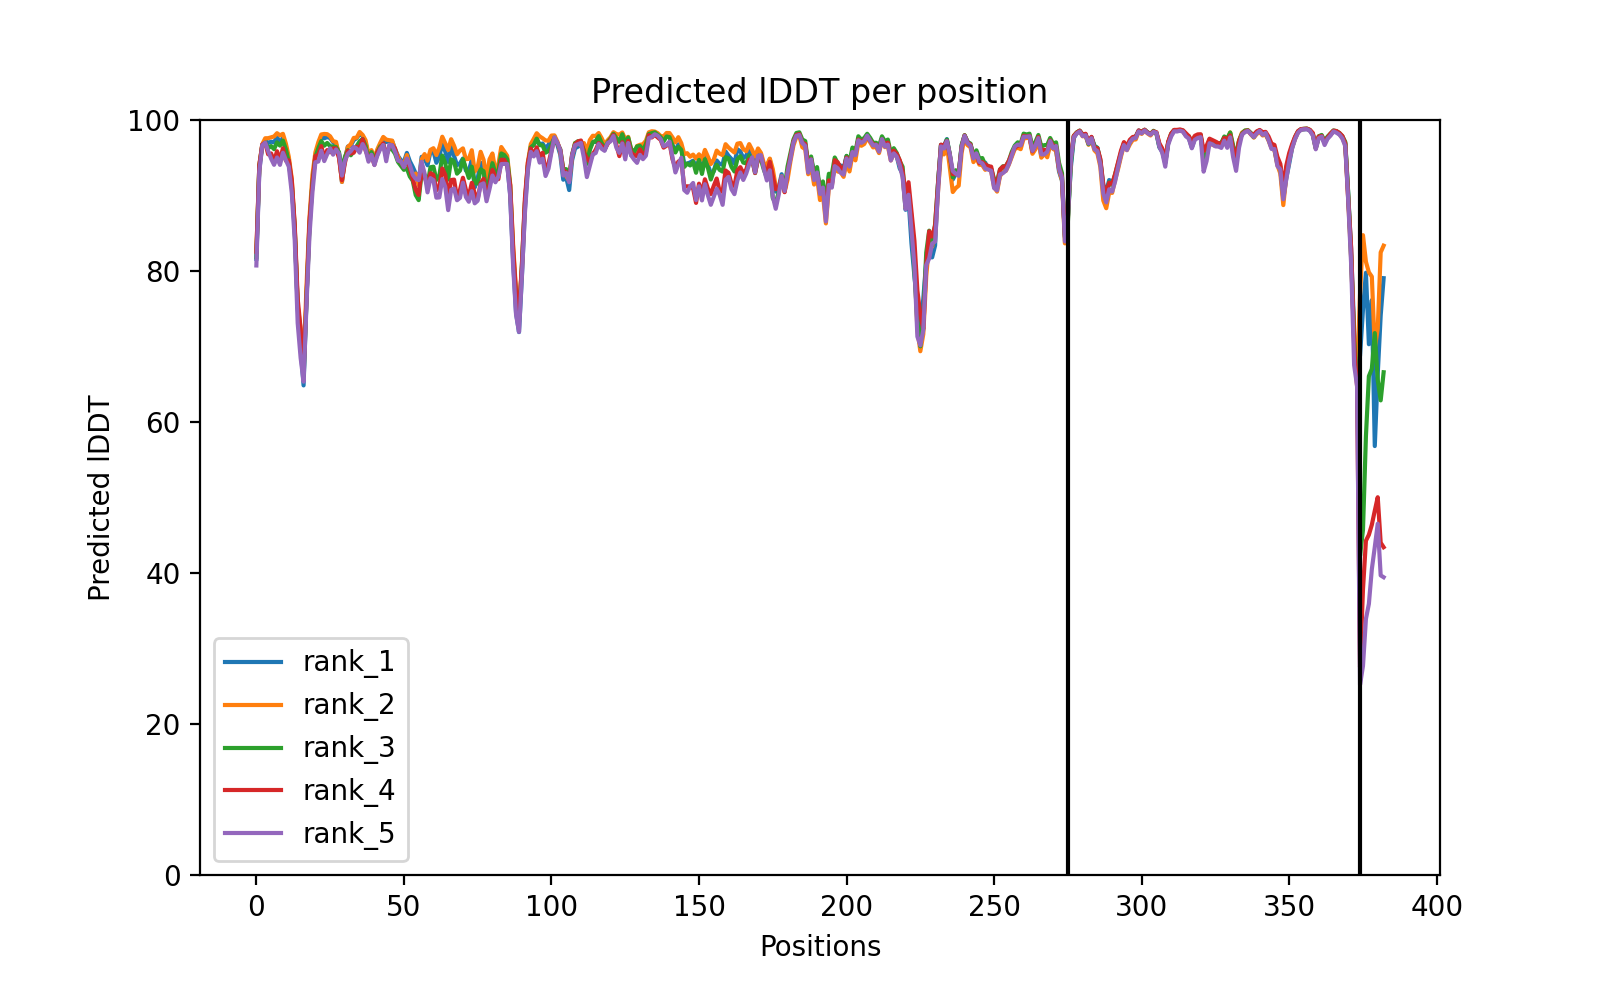 Predicted lDDT per position
100
80
60
40
20
0
Predicted lDDT
rank_1
rank_2
rank_3
rank_4
rank_5
0 50 100 150 200 250 300 350 400
Positions